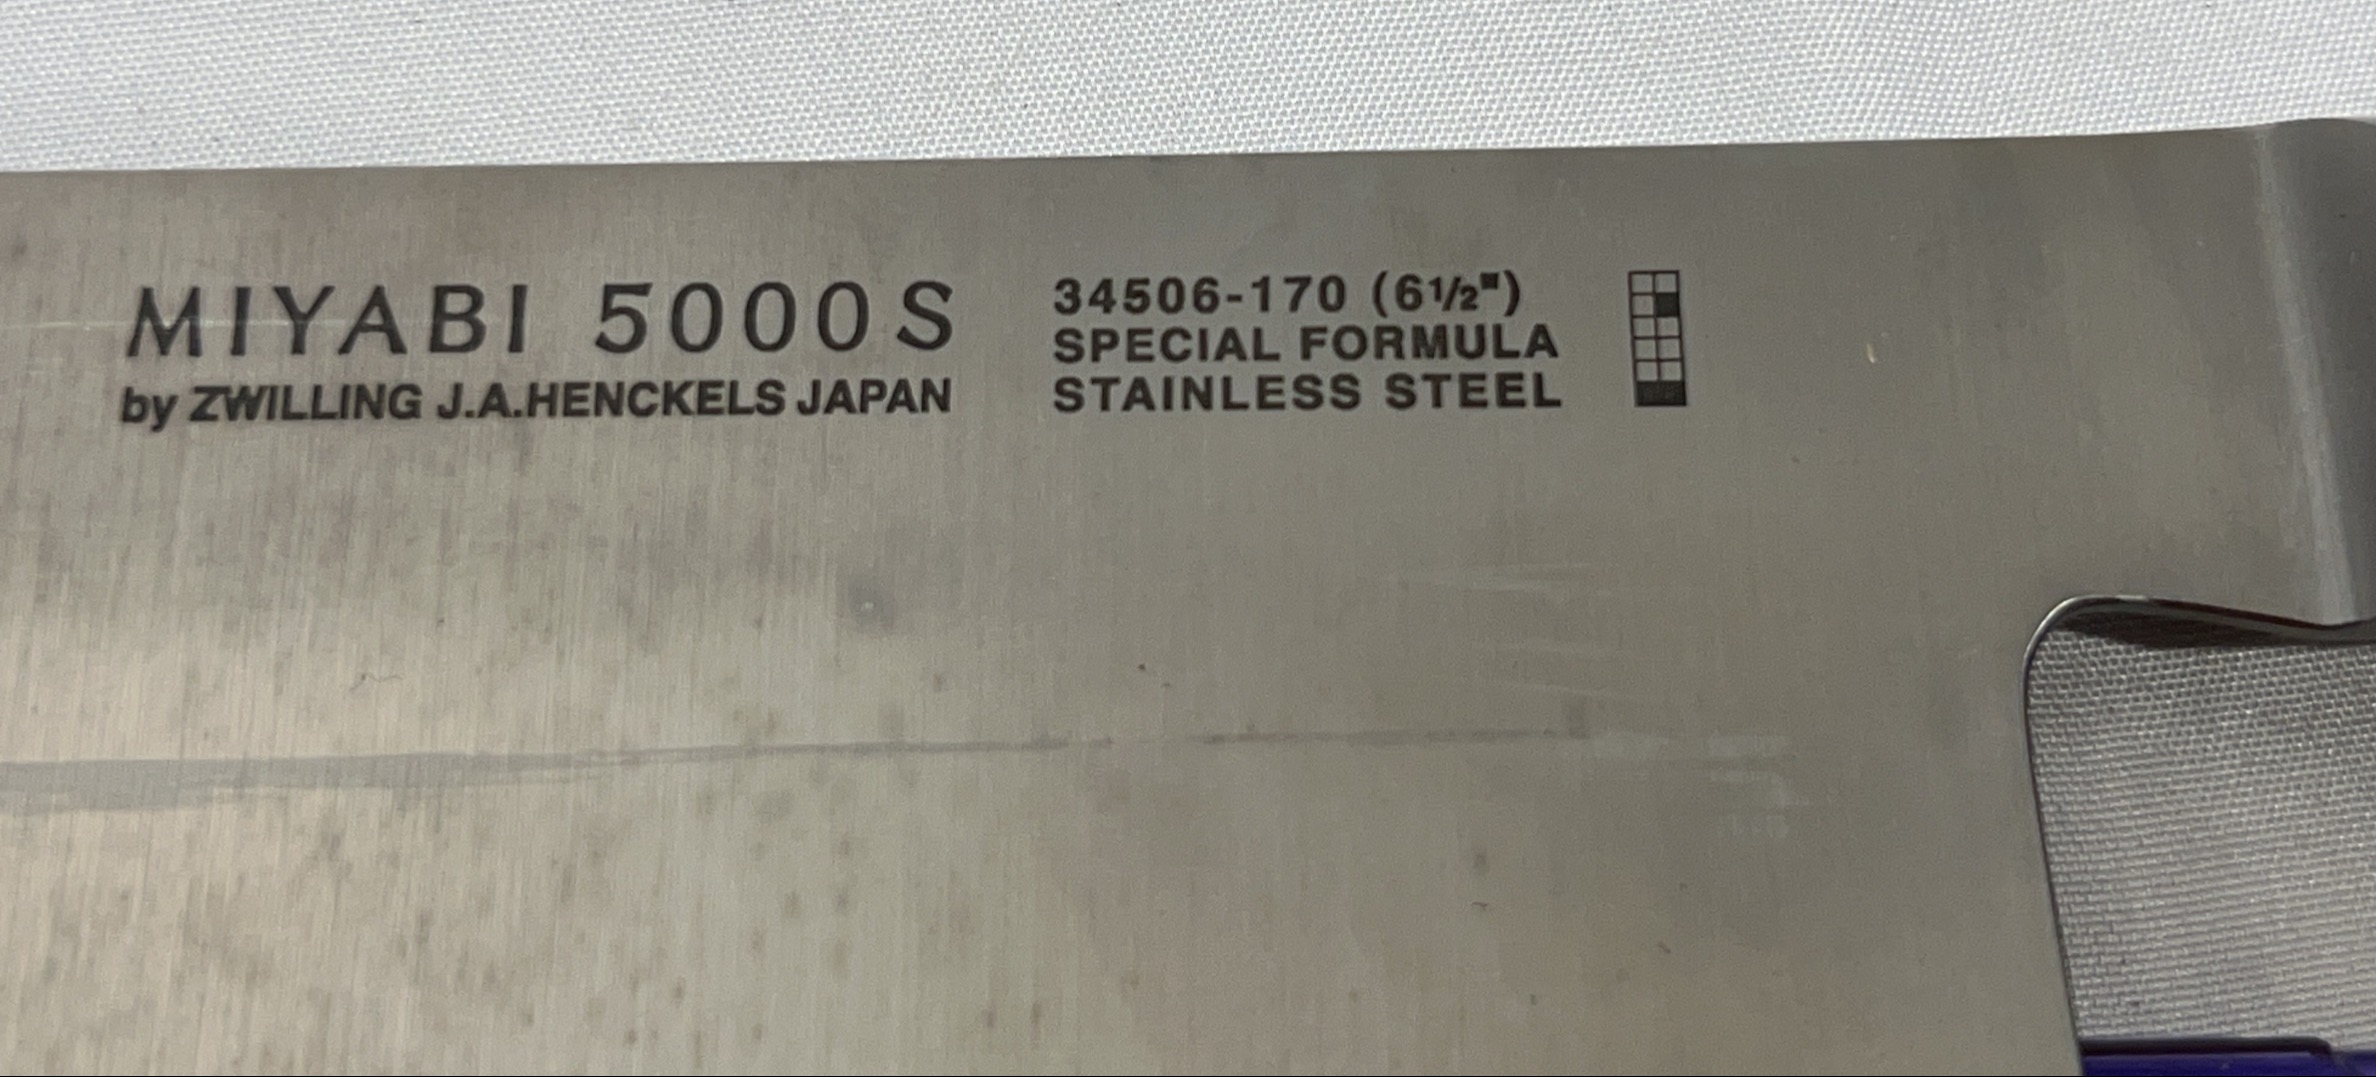 MIYABI 5000S
by ZWILLING J.A.HENCKELS JAPAN
34506-170 (6½")
SPECIAL FORMULA
STAINLESS STEEL